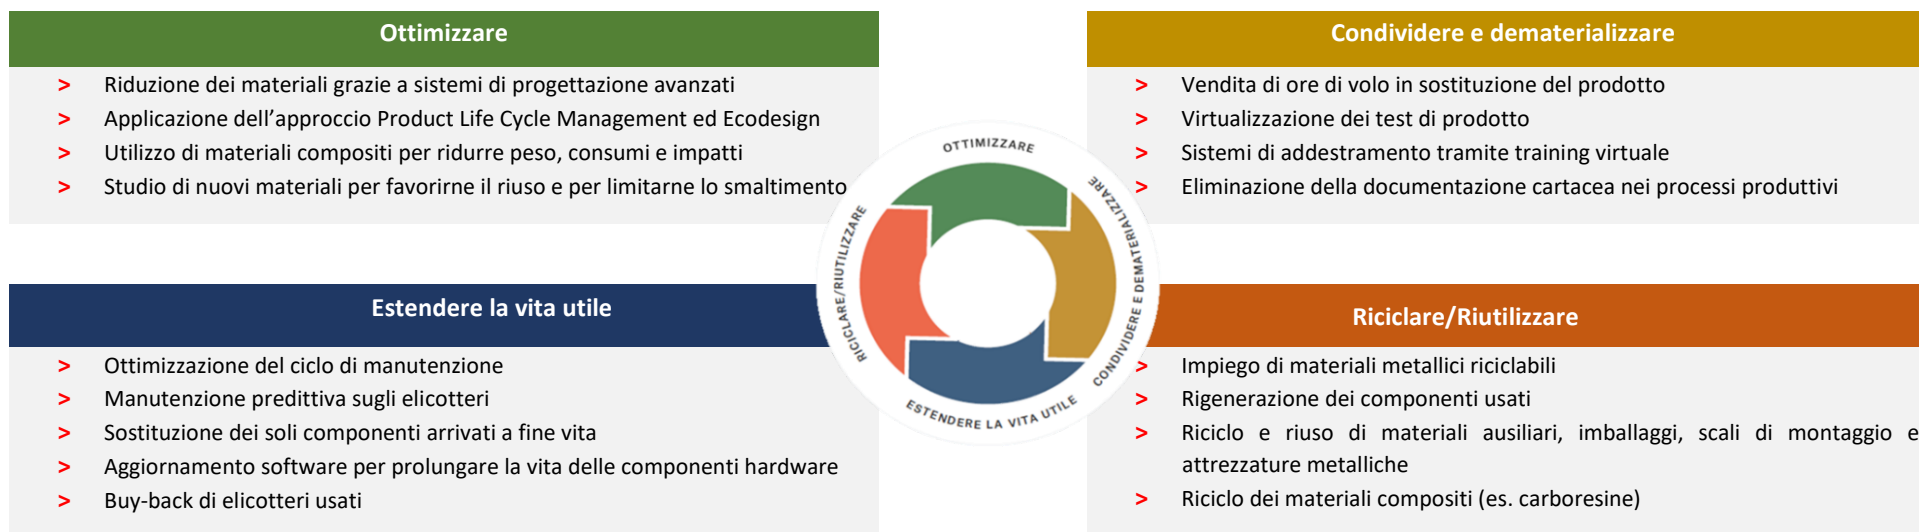 Ottimizzare
> Riduzione dei materiali grazie a sistemi di progettazione avanzati
> Applicazione dell’approccio Product Life Cycle Management ed Ecodesign
> Utilizzo di materiali compositi per ridurre peso, consumi e impatti
> Studio di nuovi materiali per favorirne il riuso e per limitarne lo smaltimento
Condividere e dematerializzare
> Vendita di ore di volo in sostituzione del prodotto
> Virtualizzazione dei test di prodotto
> Sistemi di addestramento tramite training virtuale
> Eliminazione della documentazione cartacea nei processi produttivi
OTTIMIZZARE
CONDIVIDERE E DEMATERIALIZZARE
ESTENDERE LA VITA UTILE
RICICLARE/RIUTILIZZARE
Estendere la vita utile
> Ottimizzazione del ciclo di manutenzione
> Manutenzione predittiva sugli elicotteri
> Sostituzione dei soli componenti arrivati a fine vita
> Aggiornamento software per prolungare la vita delle componenti hardware
> Buy-back di elicotteri usati
Riciclare/Riutilizzare
> Impiego di materiali metallici riciclabili
> Rigenerazione dei componenti usati
> Riciclo e riuso di materiali ausiliari, imballaggi, scali di montaggio e
attrezzature metalliche
> Riciclo dei materiali compositi (es. carboresine)